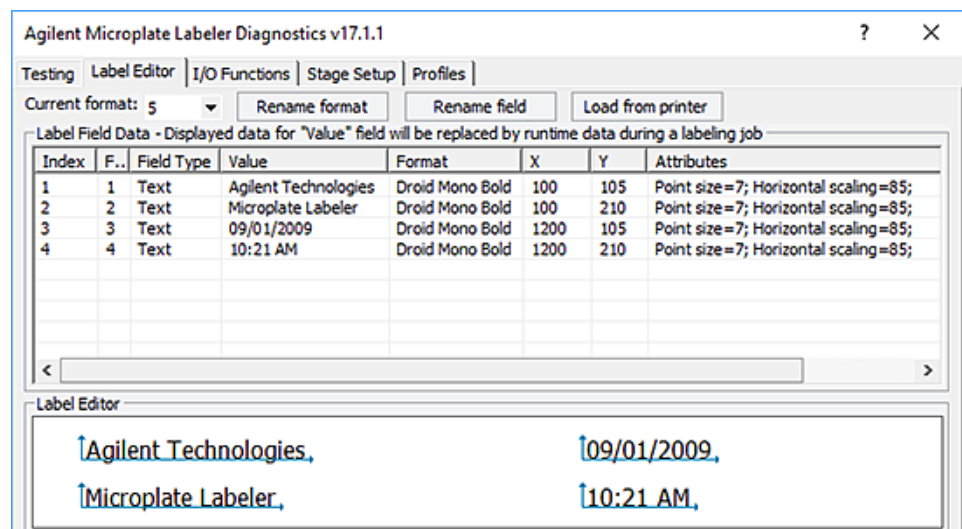 Agilent Microplate Labeler Diagnostics v17.1.1 ? ×
Testing Label Editor I/O Functions Stage Setup Profiles
Current format: 5 Rename format Rename field Load from printer
Label Field Data - Displayed data for "Value" field will be replaced by runtime data during a labeling job
Index F.. Field Type Value Format X Y Attributes
1 1 Text Agilent Technologies Droid Mono Bold 100 105 Point size=7; Horizontal scaling=85;
2 2 Text Microplate Labeler Droid Mono Bold 100 210 Point size=7; Horizontal scaling=85;
3 3 Text 09/01/2009 Droid Mono Bold 1200 105 Point size=7; Horizontal scaling=85;
4 4 Text 10:21 AM Droid Mono Bold 1200 210 Point size=7; Horizontal scaling=85;
Label Editor
Agilent Technologies 09/01/2009
Microplate Labeler 10:21 AM